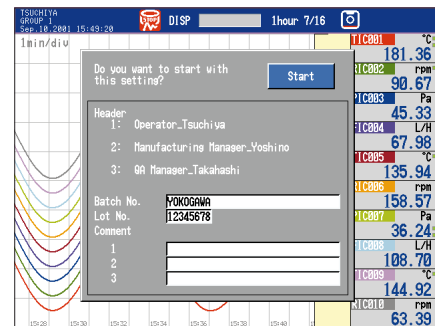 TSUCHIYA
GROUP 1
Sep.10.2001 15:49:20
STOP
DISP
1hour 7/16
1min/div
Do you want to start with
this setting?
Start
Header
1: Operator_Tsuchiya
2: Manufacturing Manager_Yoshino
3: QA Manager_Takahashi
Batch No. YOKOGAWA
Lot No. 12345678
Comment
1
2
3
TIC001 °C
181.36
RIC002 rpm
90.67
PIC003 Pa
45.33
FIC004 L/H
67.98
TIC005 °C
135.94
RIC006 rpm
158.57
PIC007 Pa
36.24
FIC008 L/H
108.70
TIC009 °C
144.92
RIC010 rpm
63.39
15:28 15:30 15:32 15:34 15:36 15:38 15:40